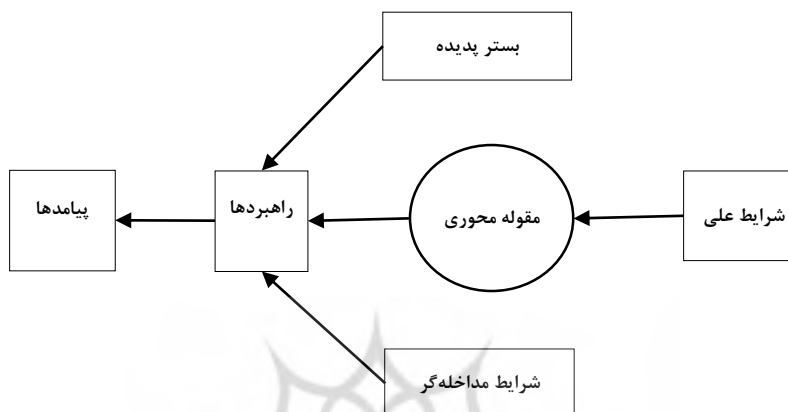 بستر پدیده
شرایط علی
مقوله محوری
راهبردها
پیامدها
شرایط مداخله‌گر